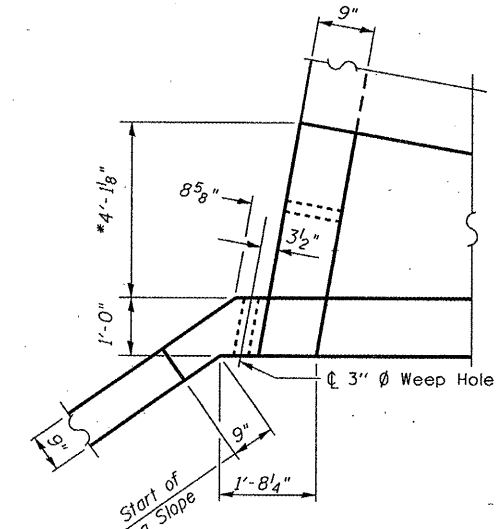 9"
*4'-1⅛"
8⅝"
3½"
1'-0"
℄ 3" Ø Weep Hole
9"
9"
1'-8¼"
Start of
Slope